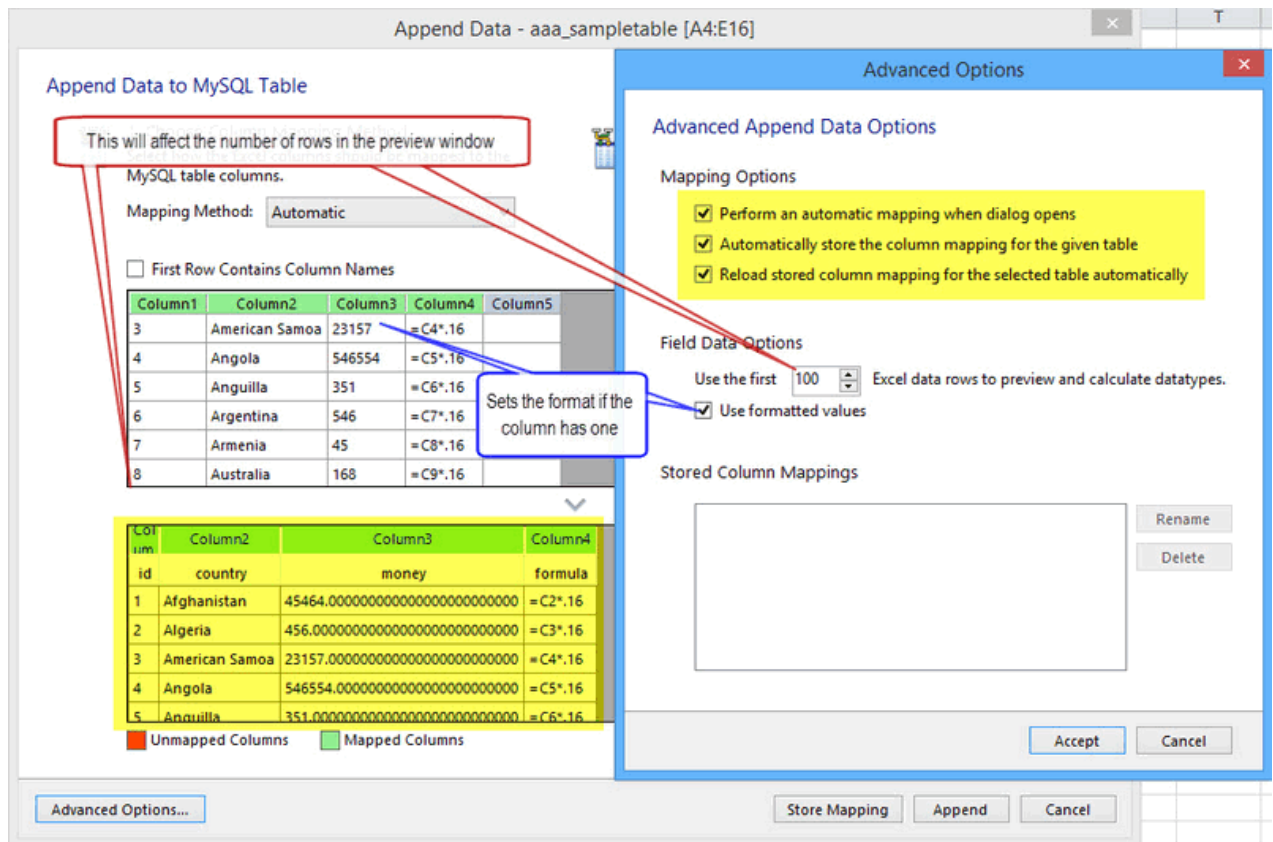 T
Append Data - aaa_sampletable [A4:E16]
Append Data to MySQL Table
This will affect the number of rows in the preview window
MySQL table columns.
Mapping Method: Automatic
First Row Contains Column Names
Column1 Column2 Column3 Column4 Column5
3 American Samoa 23157 =C4*.16
4 Angola 546554 =C5*.16
5 Anguilla 351 =C6*.16
6 Argentina 546 =C7*.16
7 Armenia 45 =C8*.16
8 Australia 168 =C9*.16
Sets the format if the
column has one
Col
um
Column2 Column3 Column4
id country money formula
1 Afghanistan 45464.000000000000000000000000 =C2*.16
2 Algeria 456.000000000000000000000000 =C3*.16
3 American Samoa 23157.000000000000000000000000 =C4*.16
4 Angola 546554.000000000000000000000000 =C5*.16
5 Anguilla 351.000000000000000000000000 =C6*.16
Unmapped Columns Mapped Columns
Advanced Options... Store Mapping Append Cancel
Advanced Options
Advanced Append Data Options
Mapping Options
Perform an automatic mapping when dialog opens
Automatically store the column mapping for the given table
Reload stored column mapping for the selected table automatically
Field Data Options
Use the first 100 Excel data rows to preview and calculate datatypes.
Use formatted values
Stored Column Mappings
Rename
Delete
Accept Cancel